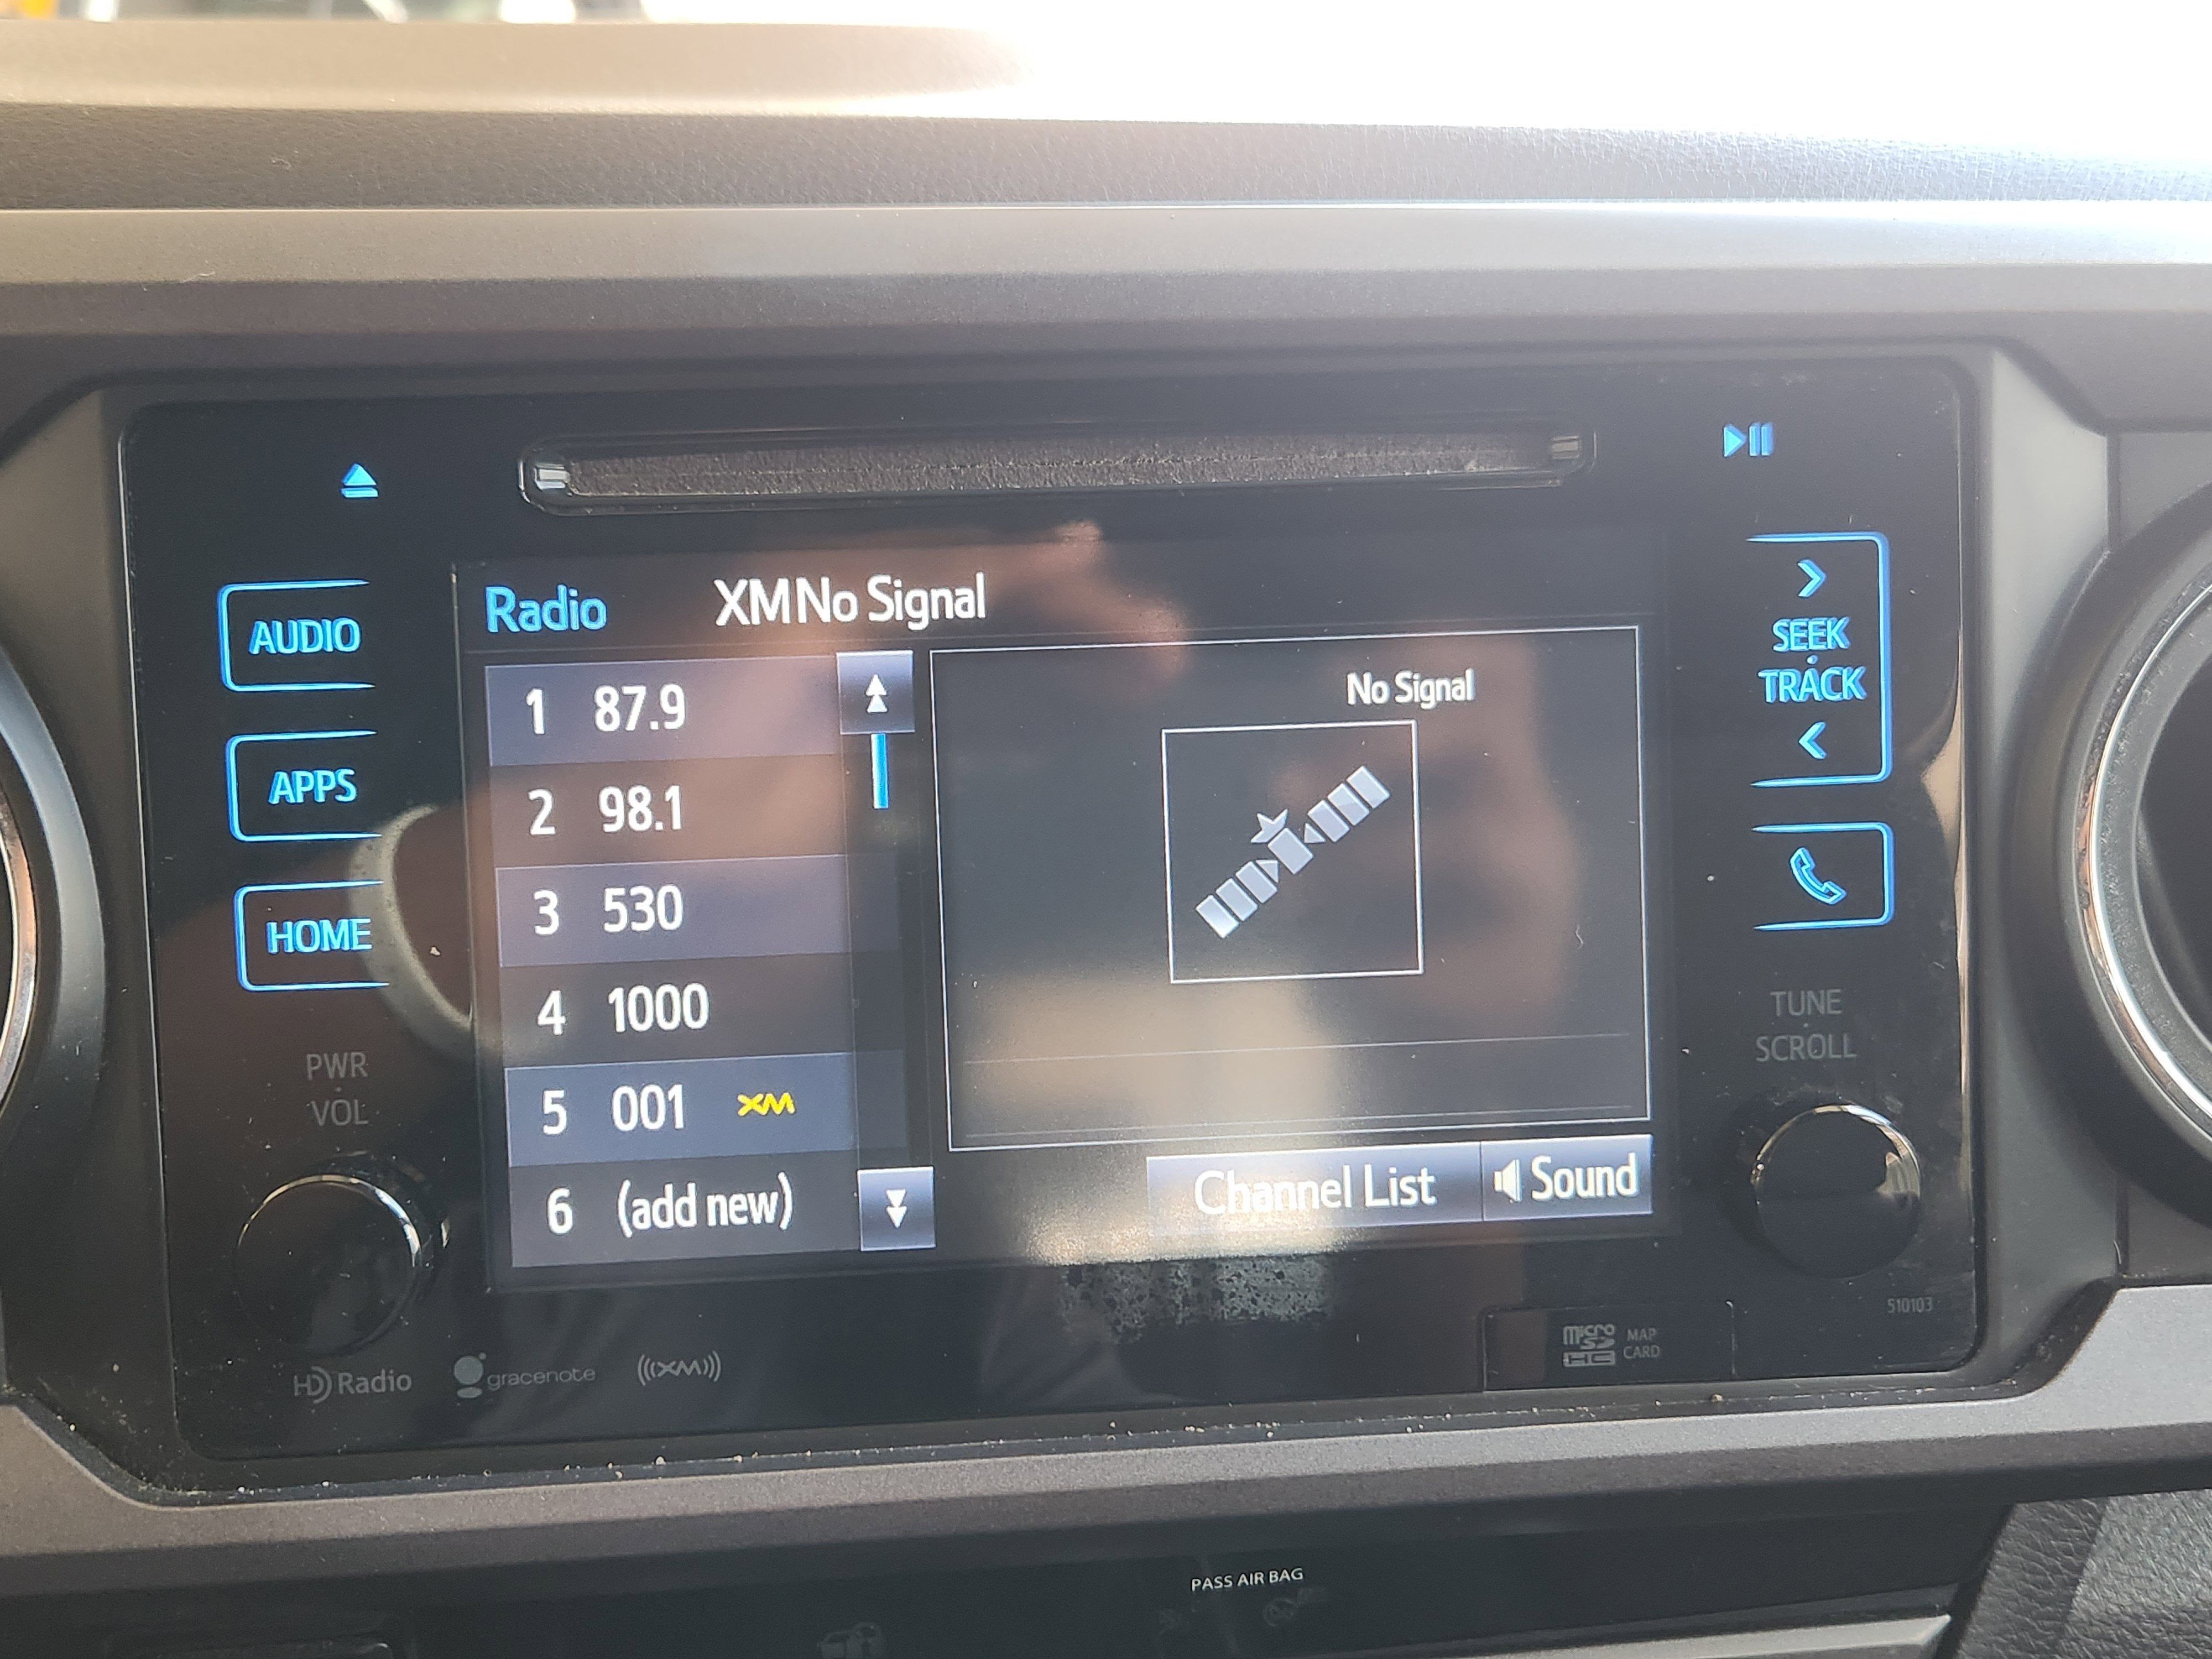 AUDIO
APPS
HOME
PWR
VOL
Radio XM No Signal
1 87.9
2 98.1
3 530
4 1000
5 001 XM
6 (add new)
No Signal
Channel List Sound
SEEK
TRACK
TUNE
SCROLL
510103
HD Radio gracenote ((XM))
micro SD HC
MAP
CARD
PASS AIR BAG